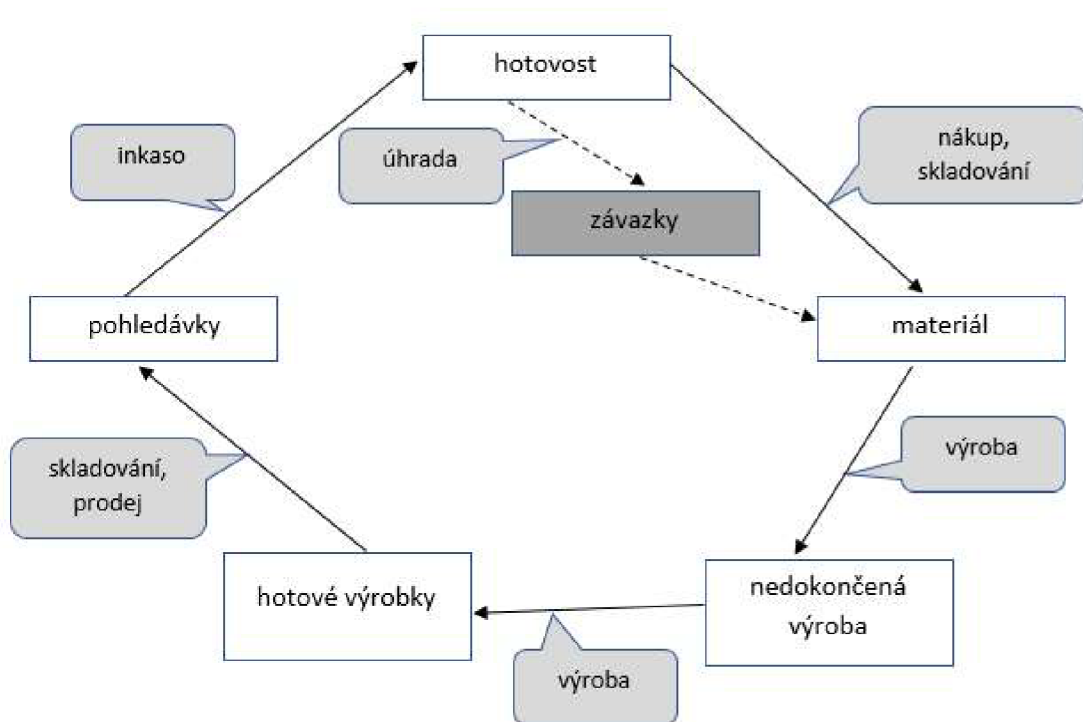 hotovost
inkaso
úhrada
nákup,
skladování
závazky
pohledávky
materiál
skladování,
prodej
výroba
hotové výrobky
nedokončená
výroba
výroba